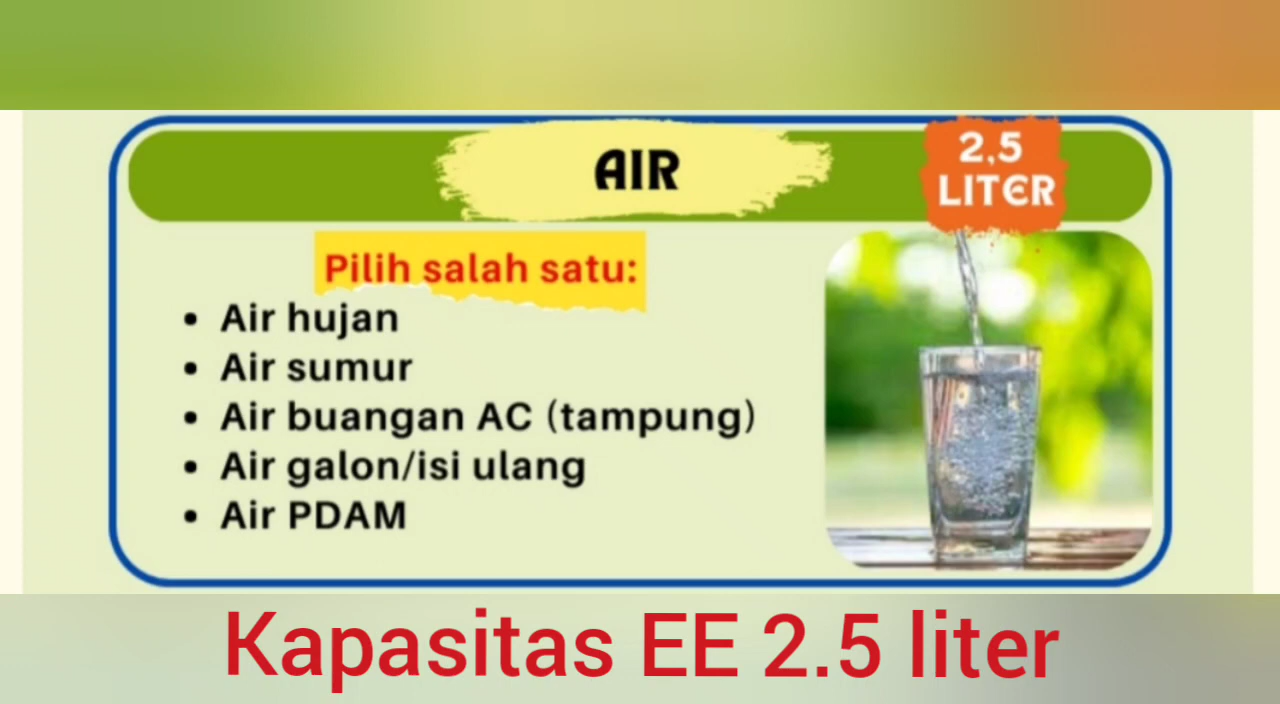 AIR
2,5
LITER
Pilih salah satu:
• Air hujan
• Air sumur
• Air buangan AC (tampung)
• Air galon/isi ulang
• Air PDAM
Kapasitas EE 2.5 liter